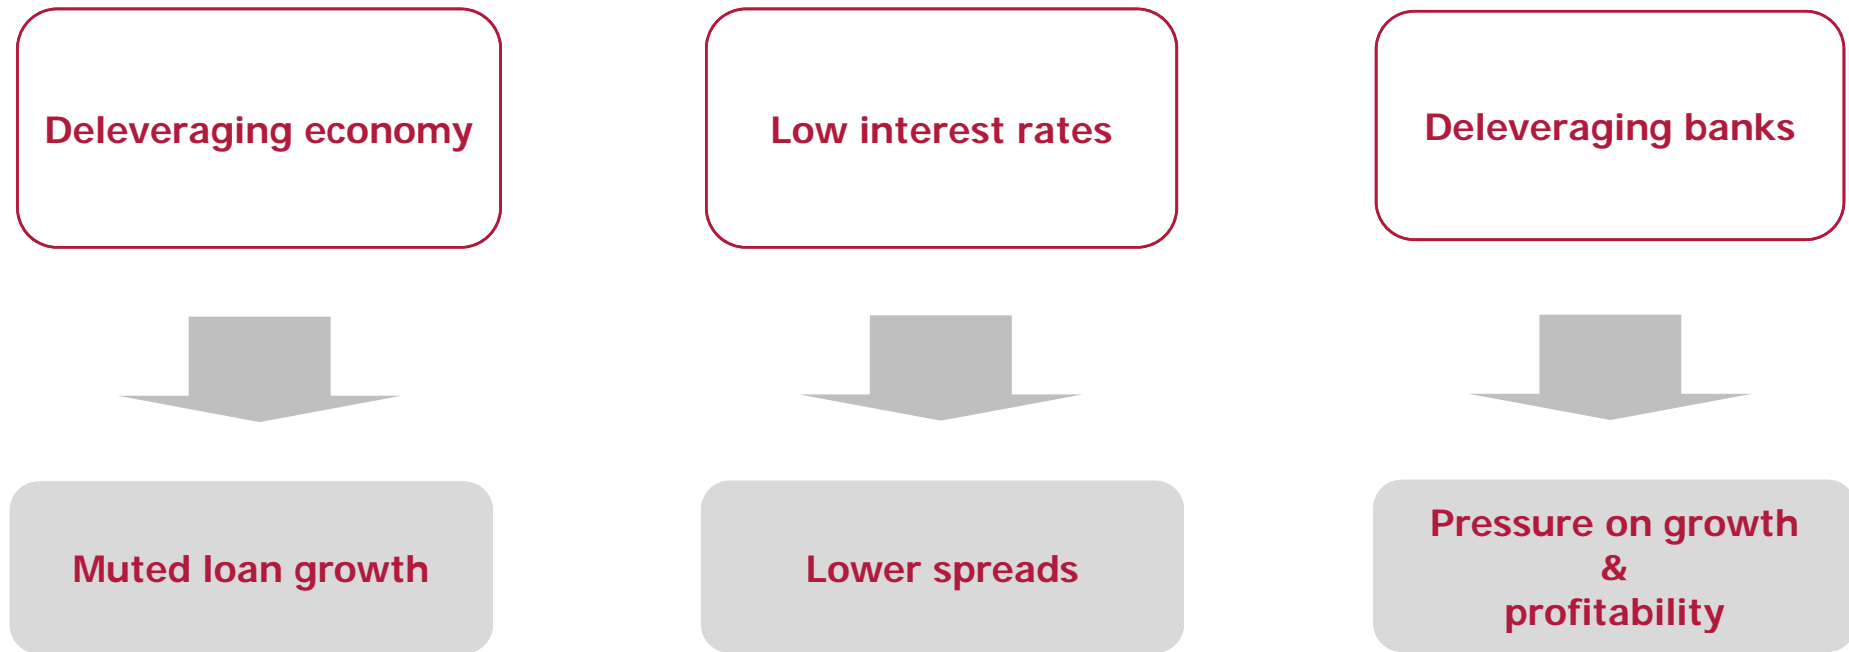 Deleveraging economy
Low interest rates
Deleveraging banks
Muted loan growth
Lower spreads
Pressure on growth
&
profitability